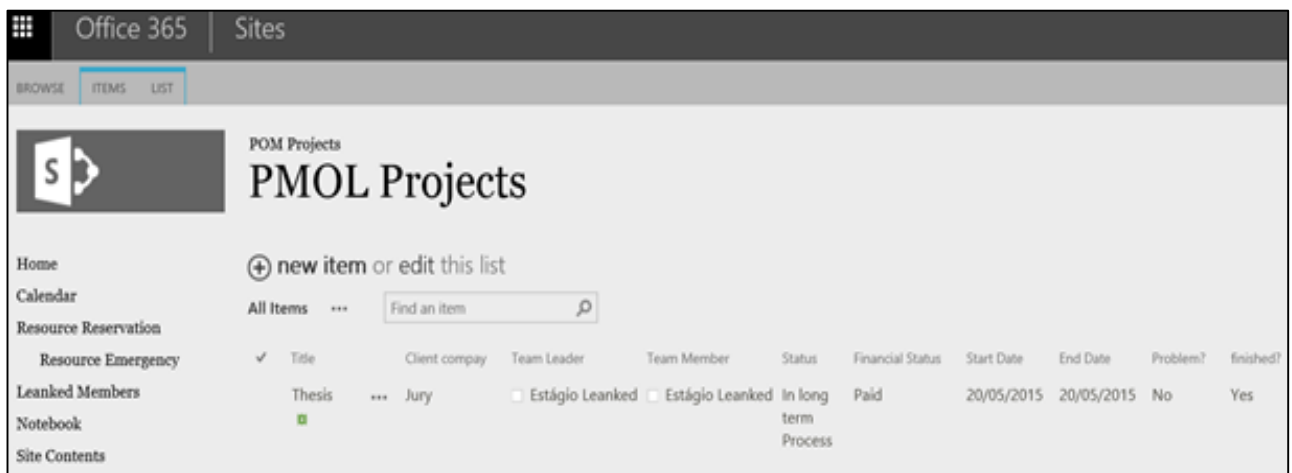 Office 365 Sites
BROWSE ITEMS LIST
S
POM Projects
PMOL Projects
Home
Calendar
Resource Reservation
Resource Emergency
Leanked Members
Notebook
Site Contents
new item or edit this list
All Items ••• Find an item
Title Client compay Team Leader Team Member Status Financial Status Start Date End Date Problem? finished?
Thesis ••• Jury Estágio Leanked Estágio Leanked In long Paid 20/05/2015 20/05/2015 No Yes
term
Process